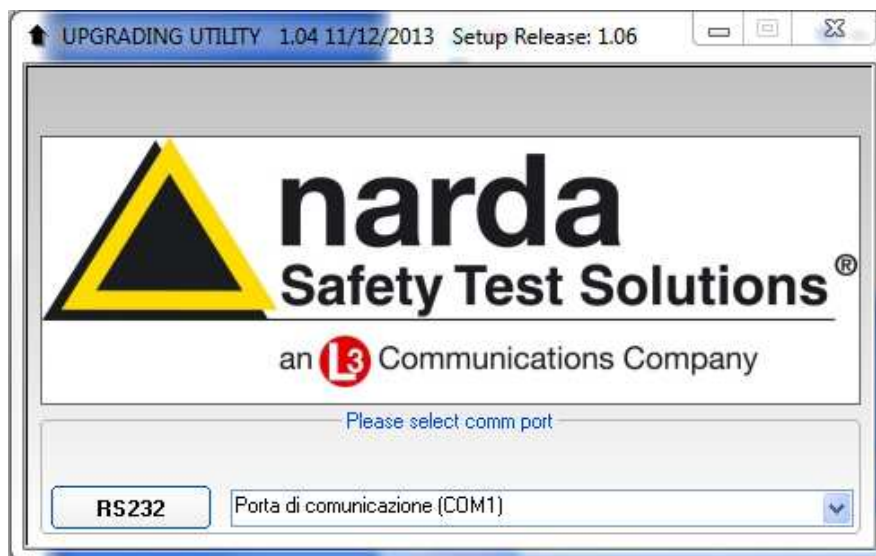 UPGRADING UTILITY 1.04 11/12/2013 Setup Release: 1.06
narda
Safety Test Solutions®
an L3 Communications Company
Please select comm port
RS232 Porta di comunicazione (COM1)